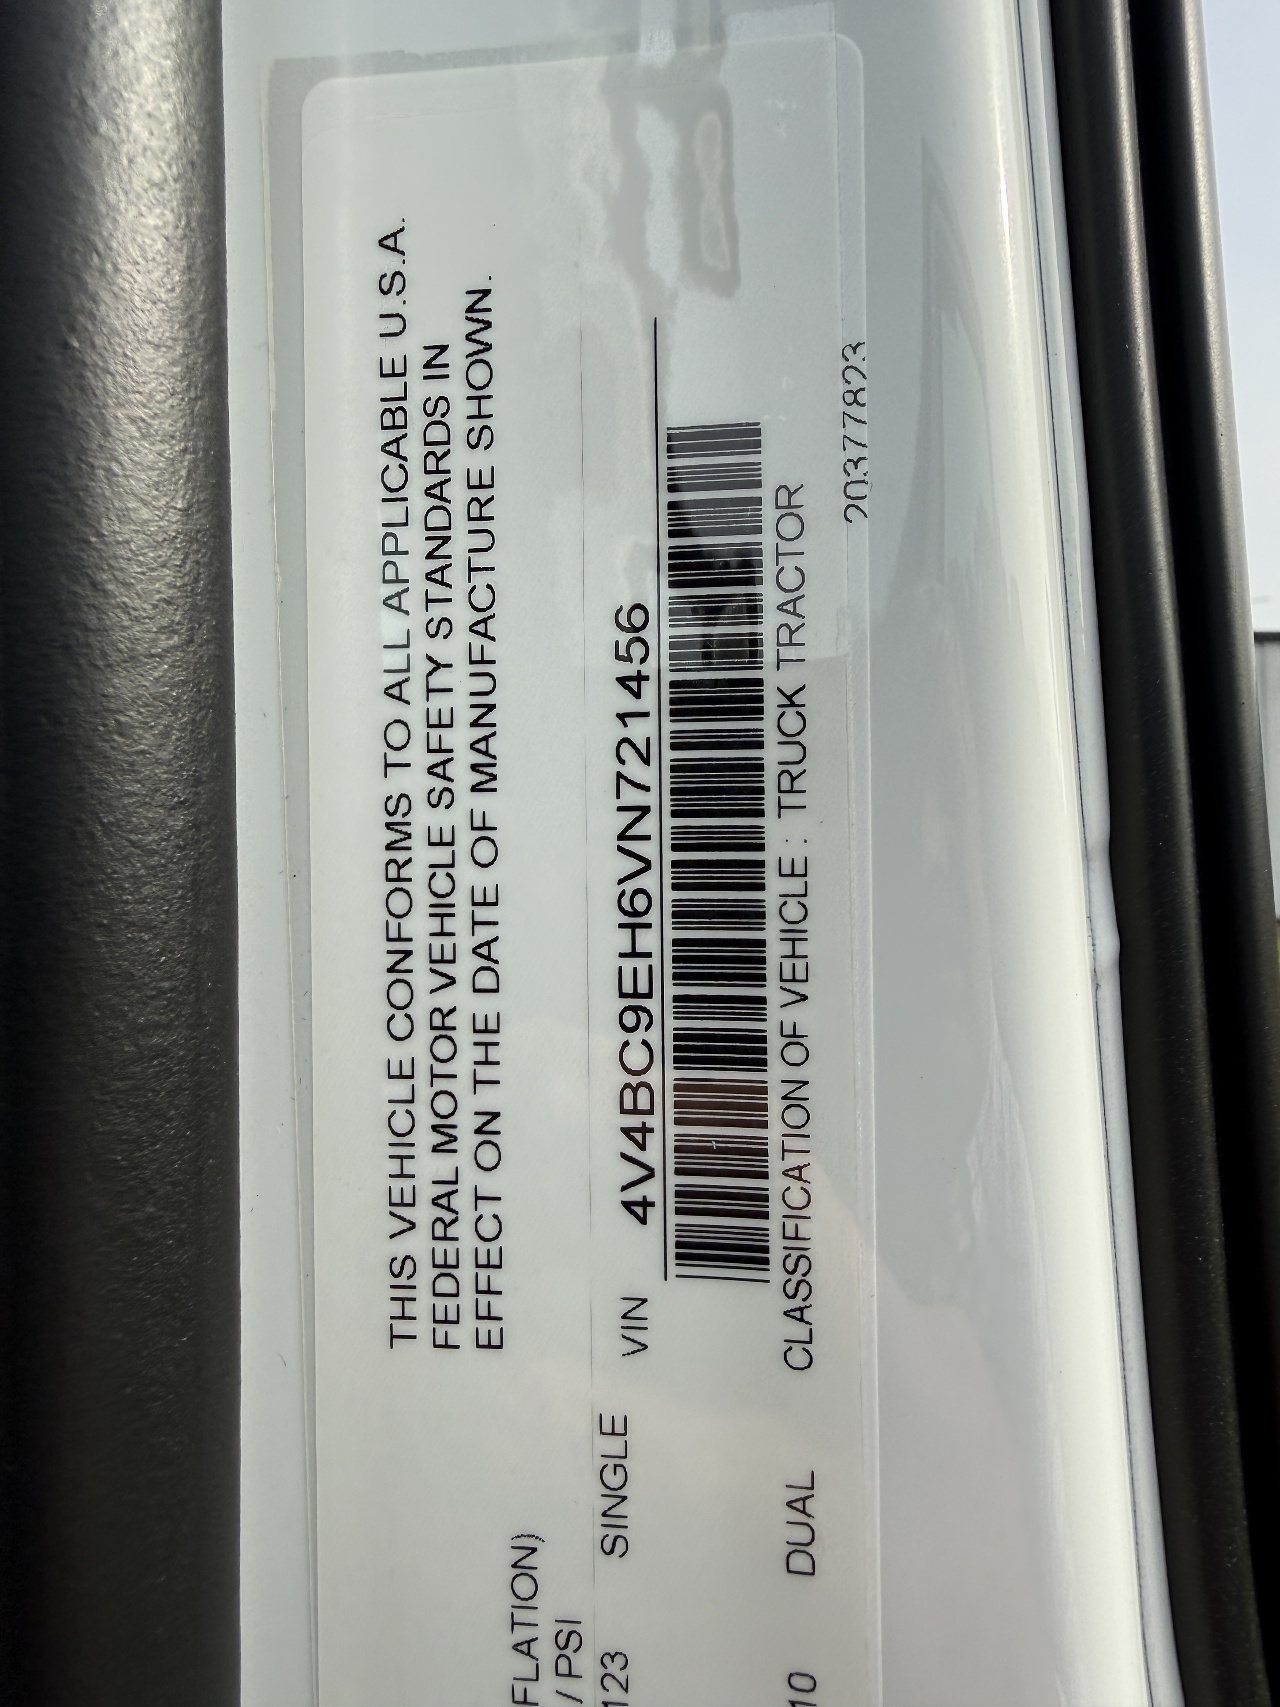 THIS VEHICLE CONFORMS TO ALL APPLICABLE U.S.A.
FEDERAL MOTOR VEHICLE SAFETY STANDARDS IN
EFFECT ON THE DATE OF MANUFACTURE SHOWN.
FLATION)
/ PSI
123 SINGLE VIN 4V4BC9EH6VN721456
10 DUAL CLASSIFICATION OF VEHICLE : TRUCK TRACTOR
20377823